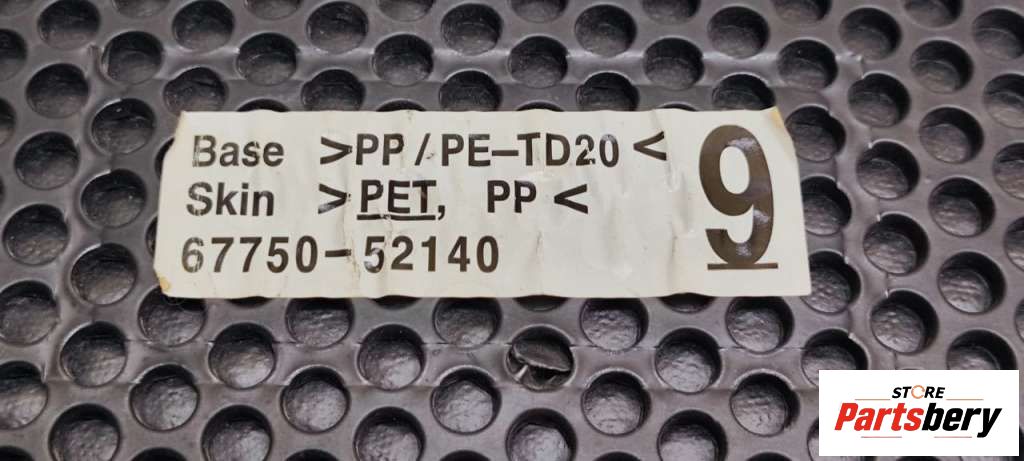 Base >PP/PE-TD20<
Skin >PET, PP<
67750-52140
9
STORE
Partsbery